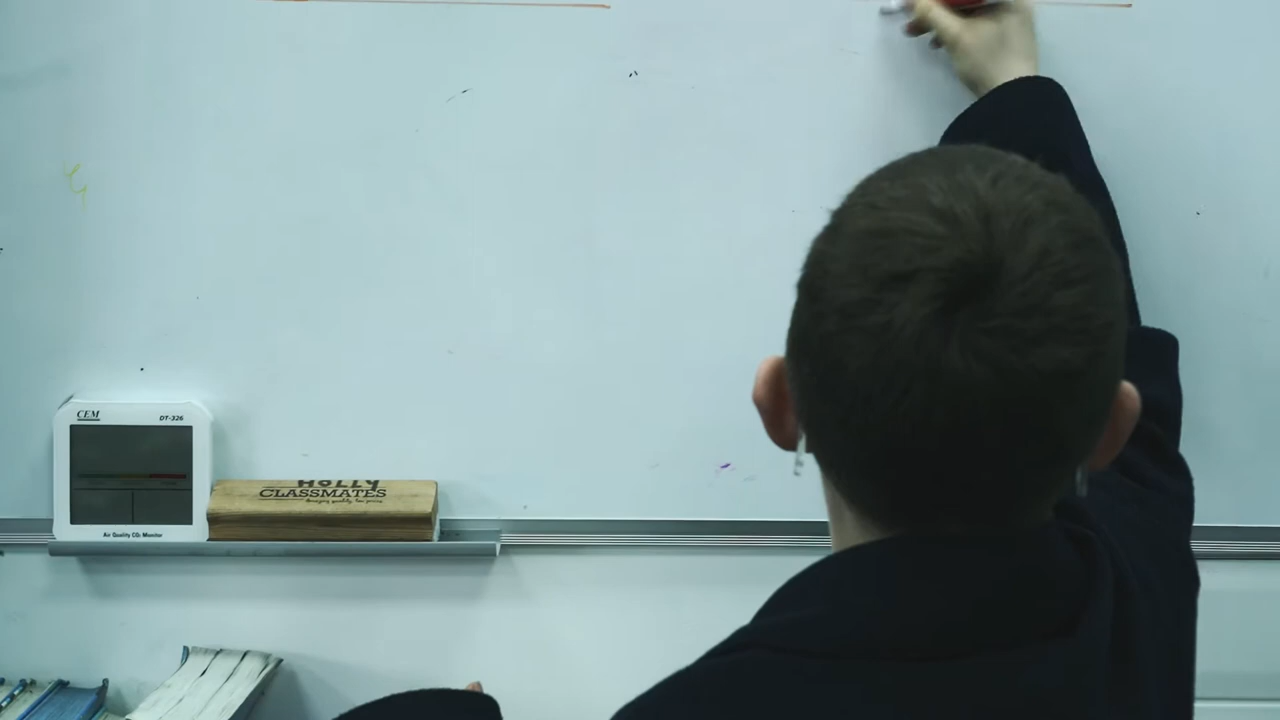 CEM
DT-326
HOLLY
CLASSMATES
Air Quality CO₂ Monitor